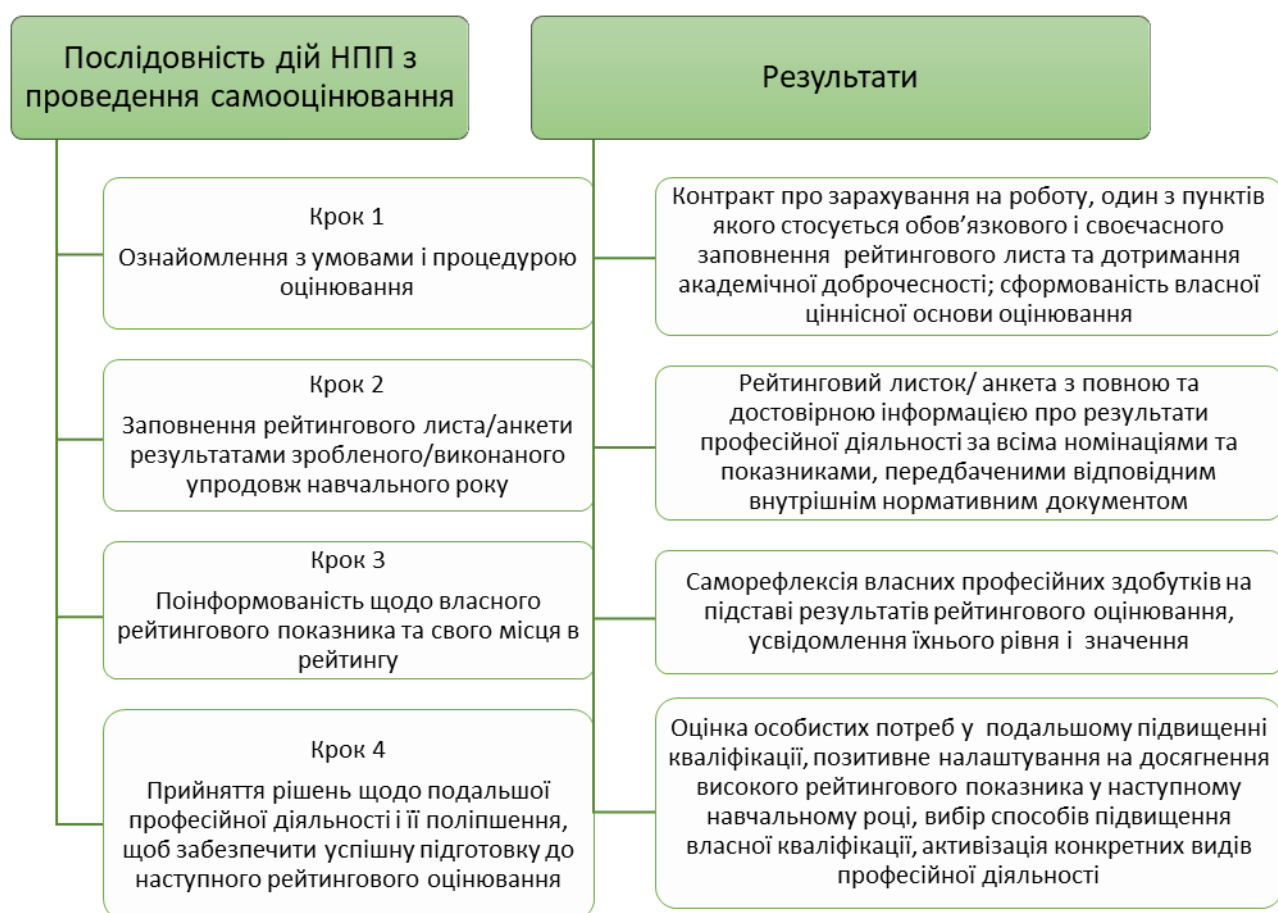 Послідовність дій НПП з
проведення самооцінювання
Крок 1
Ознайомлення з умовами і процедурою
оцінювання
Крок 2
Заповнення рейтингового листа/анкети
результатами зробленого/виконаного
упродовж навчального року
Крок 3
Поінформованість щодо власного
рейтингового показника та свого місця в
рейтингу
Крок 4
Прийняття рішень щодо подальшої
професійної діяльності і її поліпшення,
щоб забезпечити успішну підготовку до
наступного рейтингового оцінювання
Результати
Контракт про зарахування на роботу, один з пунктів
якого стосується обов’язкового і своєчасного
заповнення рейтингового листа та дотримання
академічної доброчесності; сформованість власної
ціннісної основи оцінювання
Рейтинговий листок/ анкета з повною та
достовірною інформацією про результати
професійної діяльності за всіма номінаціями та
показниками, передбаченими відповідним
внутрішнім нормативним документом
Саморефлексія власних професійних здобутків на
підставі результатів рейтингового оцінювання,
усвідомлення їхнього рівня і значення
Оцінка особистих потреб у подальшому підвищенні
кваліфікації, позитивне налаштування на досягнення
високого рейтингового показника у наступному
навчальному році, вибір способів підвищення
власної кваліфікації, активізація конкретних видів
професійної діяльності